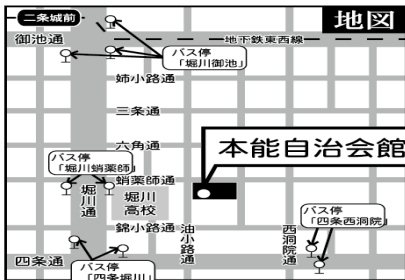 二条城前
地図
御池通
地下鉄東西線
バス停
「堀川御池」
姉小路通
三条通
六角通
本能自治会館
バス停
「堀川蛸薬師」
蛸薬師通
堀川通
堀川
高校
錦小路通
油小路通
西洞院通
バス停
「四条西洞院」
四条通
バス停
「四条堀川」